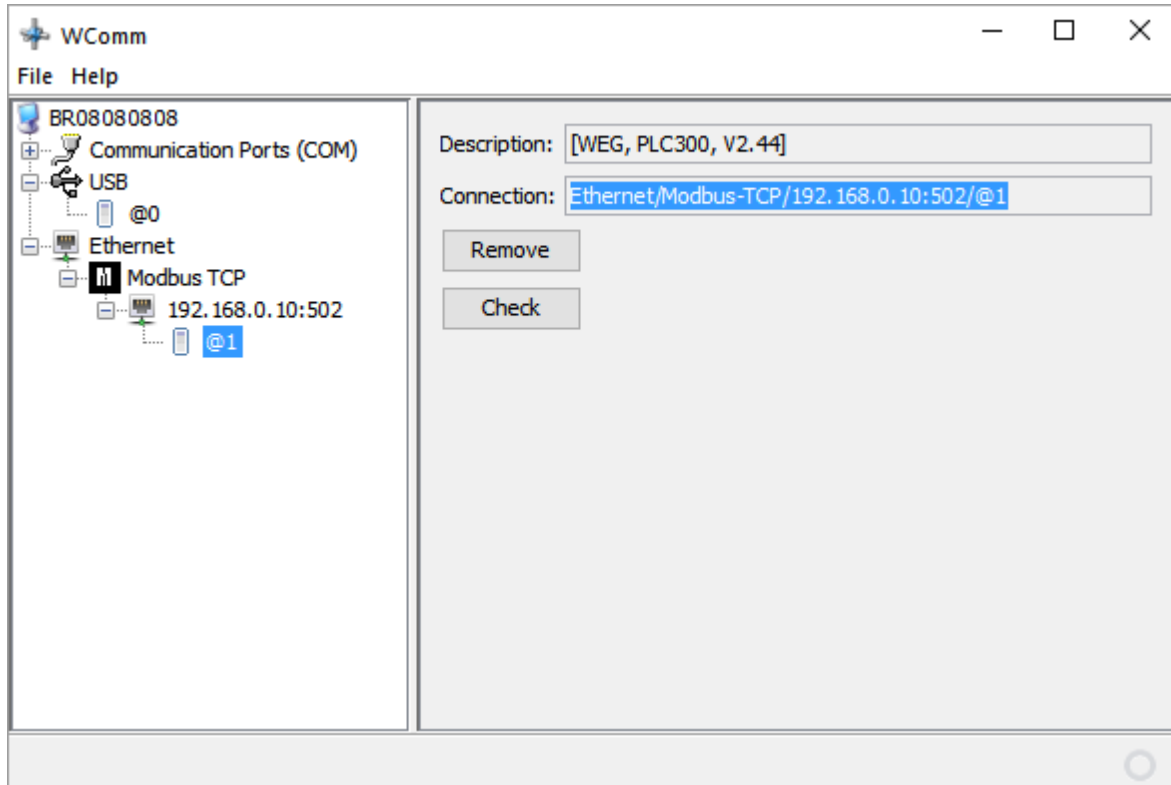 WComm
File Help
BR08080808
Communication Ports (COM)
USB
@0
Ethernet
Modbus TCP
192.168.0.10:502
@1
Description: [WEG, PLC300, V2.44]
Connection: Ethernet/Modbus-TCP/192.168.0.10:502/@1
Remove
Check